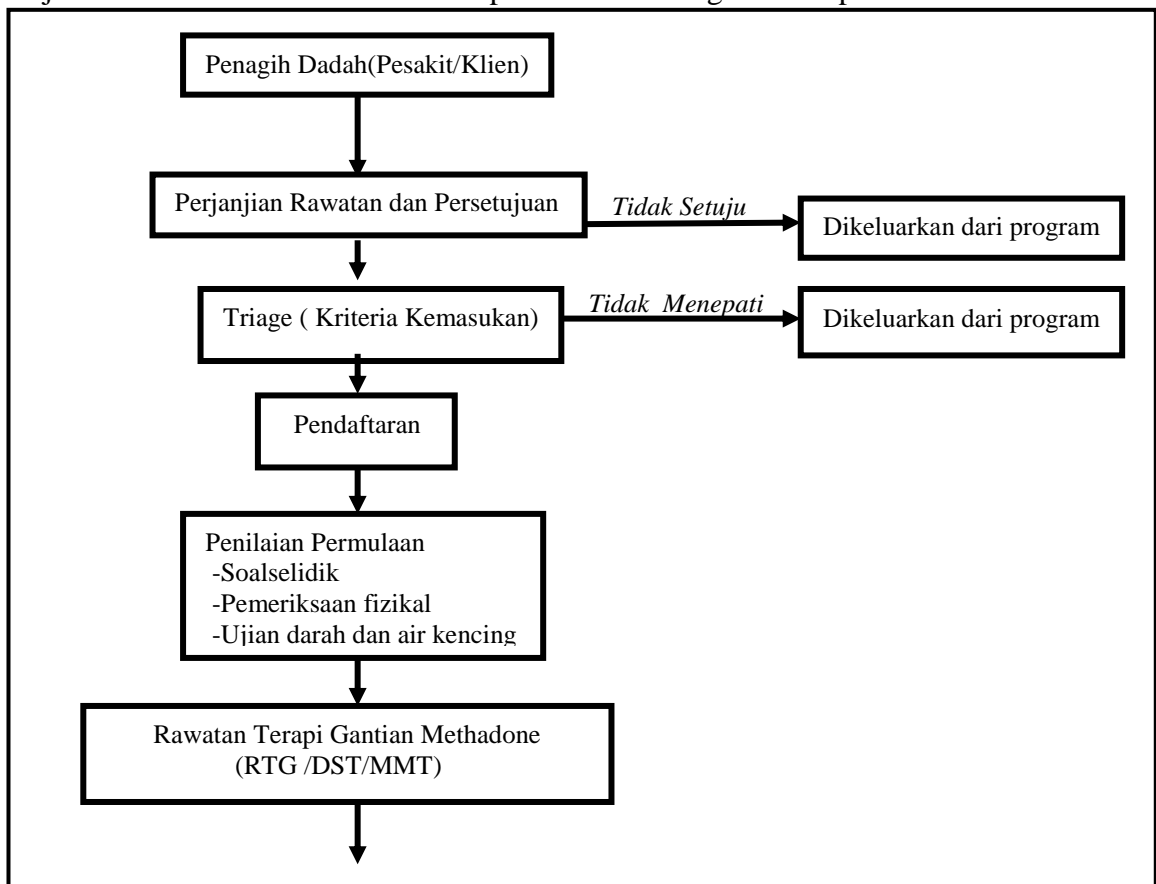 Penagih Dadah(Pesakit/Klien)
Perjanjian Rawatan dan Persetujuan
Tidak Setuju
Dikeluarkan dari program
Triage ( Kriteria Kemasukan)
Tidak Menepati
Dikeluarkan dari program
Pendaftaran
Penilaian Permulaan
-Soalselidik
-Pemeriksaan fizikal
-Ujian darah dan air kencing
Rawatan Terapi Gantian Methadone
(RTG /DST/MMT)